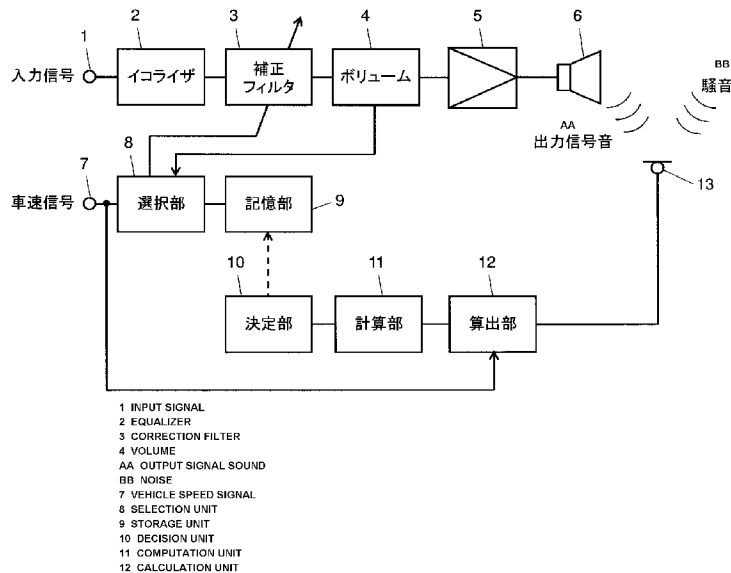 1
2
3
4
5
6
入力信号
イコライザ
補正
フィルタ
ボリューム
AA
出力信号音
BB
騒音
7
8
車速信号
選択部
記憶部
9
13
10
11
12
決定部
計算部
算出部
1 INPUT SIGNAL
2 EQUALIZER
3 CORRECTION FILTER
4 VOLUME
AA OUTPUT SIGNAL SOUND
BB NOISE
7 VEHICLE SPEED SIGNAL
8 SELECTION UNIT
9 STORAGE UNIT
10 DECISION UNIT
11 COMPUTATION UNIT
12 CALCULATION UNIT